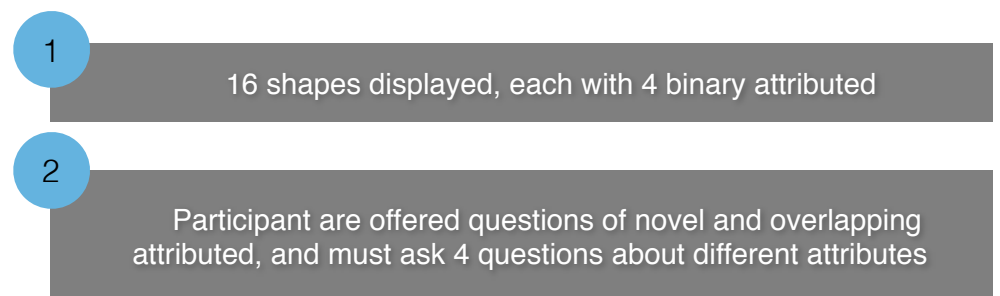 1
16 shapes displayed, each with 4 binary attributed
2
Participant are offered questions of novel and overlapping
attributed, and must ask 4 questions about different attributes